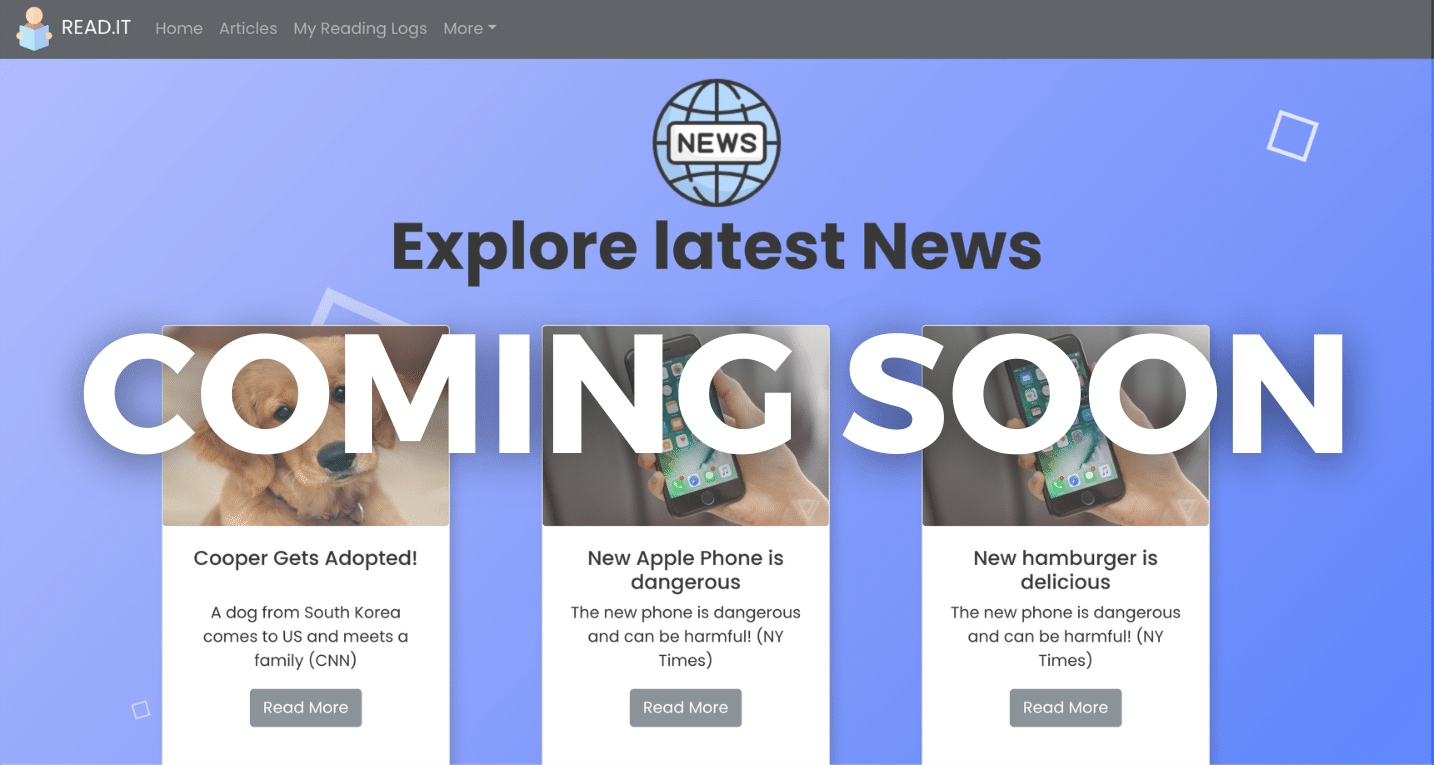 READ.IT Home Articles My Reading Logs More
NEWS
Explore latest News
COMING SOON
Cooper Gets Adopted!
A dog from South Korea
comes to US and meets a
family (CNN)
Read More
New Apple Phone is
dangerous
The new phone is dangerous
and can be harmful! (NY
Times)
Read More
New hamburger is
delicious
The new phone is dangerous
and can be harmful! (NY
Times)
Read More